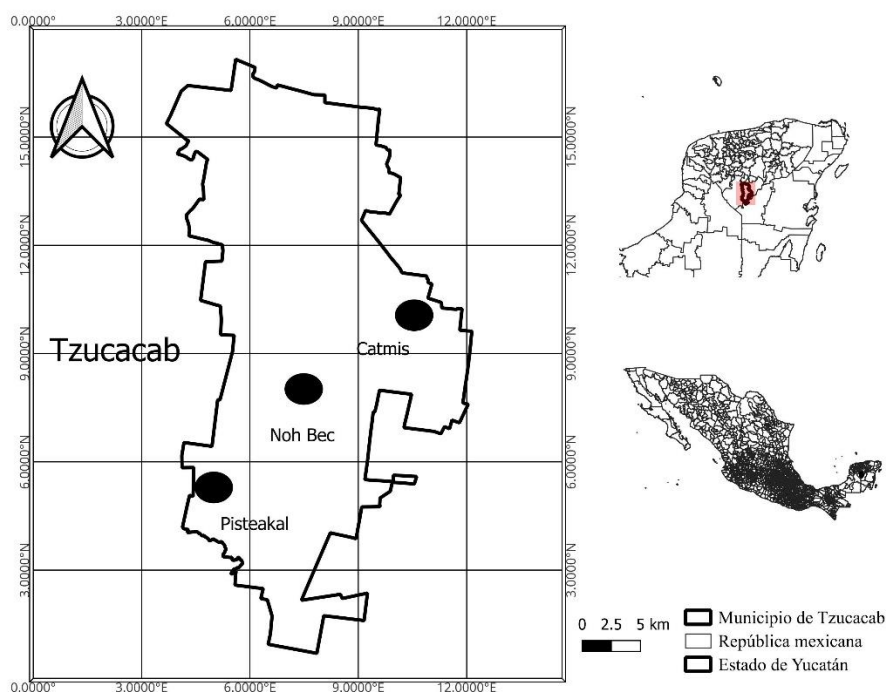 0.0000°E 3.0000°E 6.0000°E 9.0000°E 12.0000°E
15.0000°N 15.0000°N
12.0000°N 12.0000°N
Tzucacab
Catmis
9.0000°N 9.0000°N
Noh Bec
6.0000°N 6.0000°N
Pisteakal
3.0000°N 3.0000°N
0.0000°E 3.0000°E 6.0000°E 9.0000°E 12.0000°E
0 2.5 5 km
Municipio de Tzucacab
República mexicana
Estado de Yucatán